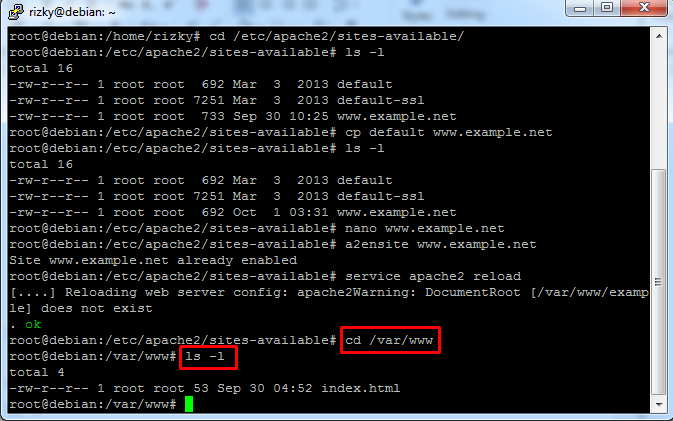 rizky@debian: ~
Styles
Editing
root@debian:/home/rizky# cd /etc/apache2/sites-available/
root@debian:/etc/apache2/sites-available# ls -l
total 16
-rw-r--r-- 1 root root  692 Mar  3  2013 default
-rw-r--r-- 1 root root 7251 Mar  3  2013 default-ssl
-rw-r--r-- 1 root root  733 Sep 30 10:25 www.example.net
root@debian:/etc/apache2/sites-available# cp default www.example.net
root@debian:/etc/apache2/sites-available# ls -l
total 16
-rw-r--r-- 1 root root  692 Mar  3  2013 default
-rw-r--r-- 1 root root 7251 Mar  3  2013 default-ssl
-rw-r--r-- 1 root root  692 Oct  1 03:31 www.example.net
root@debian:/etc/apache2/sites-available# nano www.example.net
root@debian:/etc/apache2/sites-available# a2ensite www.example.net
Site www.example.net already enabled
root@debian:/etc/apache2/sites-available# service apache2 reload
[....] Reloading web server config: apache2Warning: DocumentRoot [/var/www/examp
le] does not exist
. ok
root@debian:/etc/apache2/sites-available# cd /var/www
root@debian:/var/www# ls -l
total 4
-rw-r--r-- 1 root root 53 Sep 30 04:52 index.html
root@debian:/var/www#